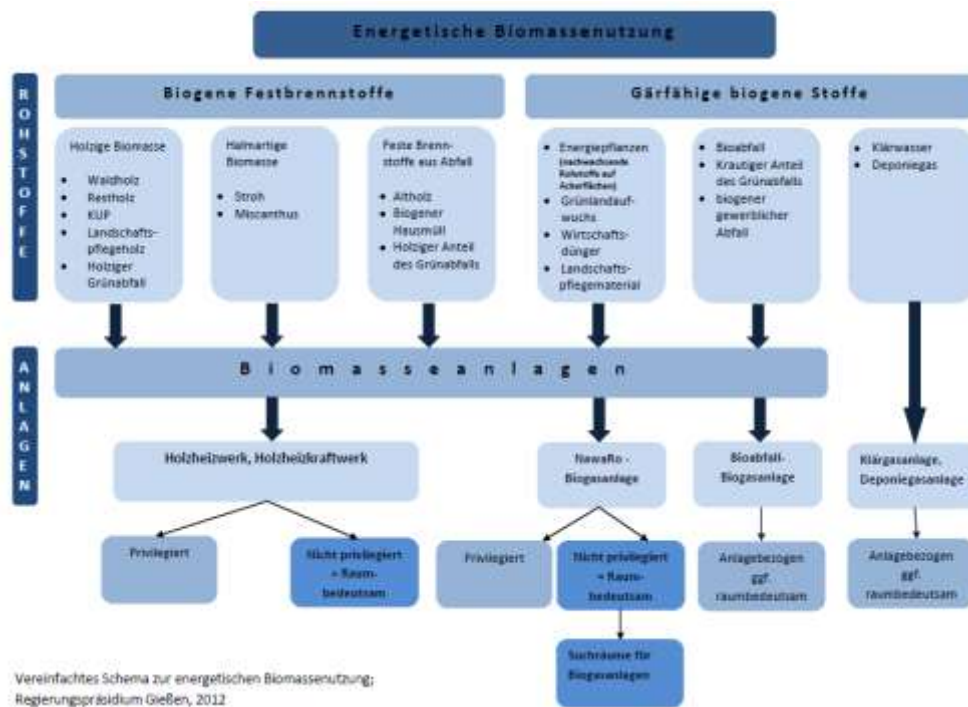 Energetische Biomassenutzung
ROHSTOFFE
Biogene Festbrennstoffe
Gärfähige biogene Stoffe
Holzige Biomasse
• Waldholz
• Restholz
• KUP
• Landschafts-
pflegeholz
• Holziger
Grünabfall
Halmartige
Biomasse
• Stroh
• Miscanthus
Feste Brenn-
stoffe aus Abfall
• Altholz
• Biogener
Hausmüll
• Holziger Anteil
des Grünabfalls
• Energiepflanzen
(nachwachsende
Rohstoffe auf
Ackerflächen)
• Grünlandauf-
wuchs
• Wirtschafts-
dünger
• Landschafts-
pflegematerial
• Bioabfall
• Krautiger Anteil
des Grünabfalls
• biogener
gewerblicher
Abfall
• Klärwasser
• Deponiegas
ANLAGEN
Biomasseanlagen
Holzheizwerk, Holzheizkraftwerk
NawaRo -
Biogasanlage
Bioabfall-
Biogasanlage
Klärgasanlage,
Deponiegasanlage
Privilegiert
Nicht privilegiert
= Raum-
bedeutsam
Privilegiert
Nicht privilegiert
= Raum-
bedeutsam
Anlagebezogen
ggf.
raumbedeutsam
Anlagebezogen
ggf.
raumbedeutsam
Suchräume für
Biogasanlagen
Vereinfachtes Schema zur energetischen Biomassenutzung;
Regierungspräsidium Gießen, 2012